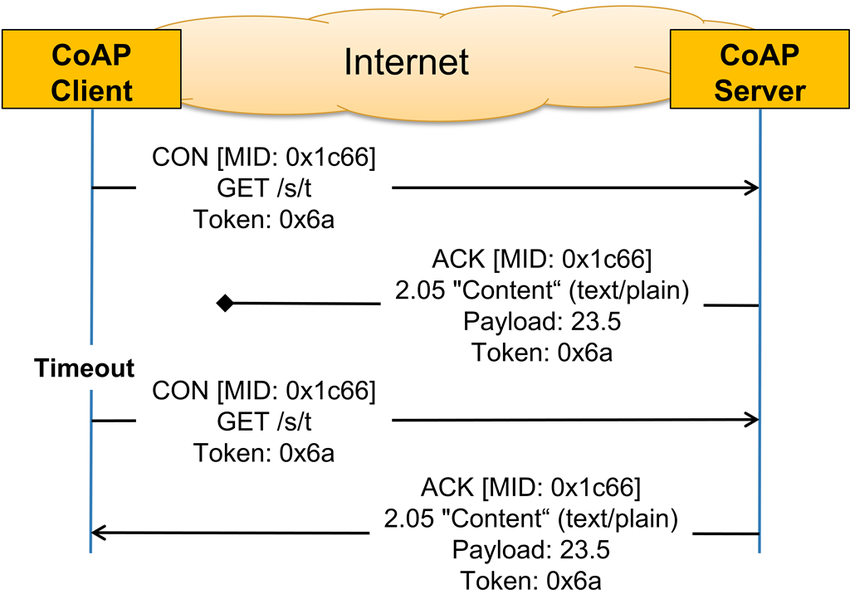 CoAP
Client
Internet
CoAP
Server
CON [MID: 0x1c66]
GET /s/t
Token: 0x6a
ACK [MID: 0x1c66]
2.05 "Content“ (text/plain)
Payload: 23.5
Token: 0x6a
Timeout
CON [MID: 0x1c66]
GET /s/t
Token: 0x6a
ACK [MID: 0x1c66]
2.05 "Content“ (text/plain)
Payload: 23.5
Token: 0x6a